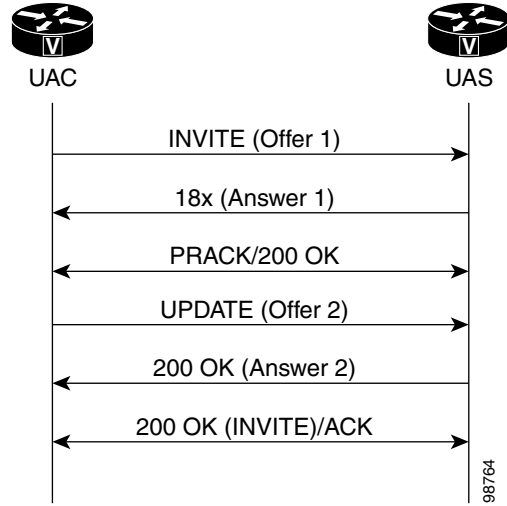 V
V
UAC
UAS
INVITE (Offer 1)
18x (Answer 1)
PRACK/200 OK
UPDATE (Offer 2)
200 OK (Answer 2)
200 OK (INVITE)/ACK
98764